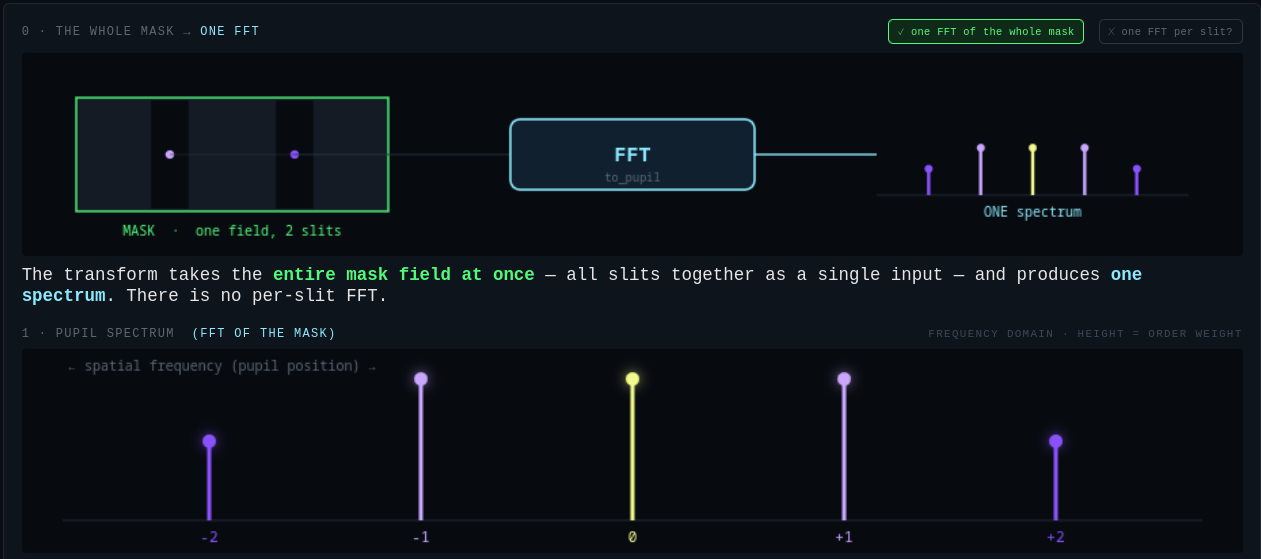 0 · THE WHOLE MASK → ONE FFT
✓ one FFT of the whole mask
✗ one FFT per slit?
FFT
to_pupil
MASK · one field, 2 slits
ONE spectrum
The transform takes the entire mask field at once — all slits together as a single input — and produces one
spectrum. There is no per-slit FFT.
1 · PUPIL SPECTRUM (FFT OF THE MASK)
FREQUENCY DOMAIN · HEIGHT = ORDER WEIGHT
← spatial frequency (pupil position) →
-2 -1 0 +1 +2